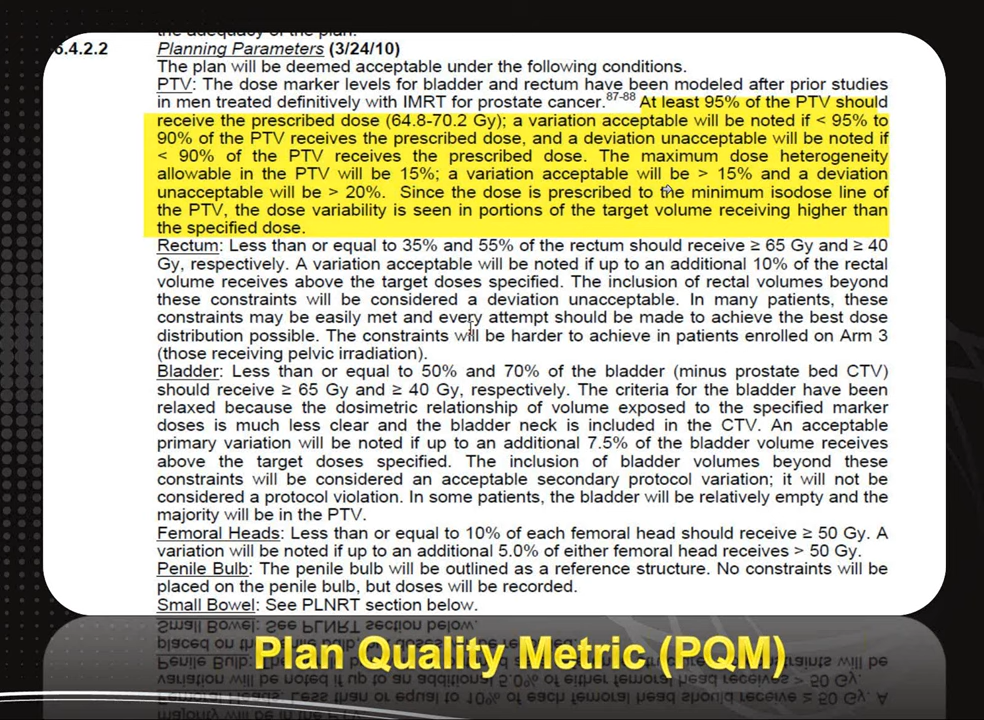 the adequacy of the plan.
5.4.2.2 Planning Parameters (3/24/10)
The plan will be deemed acceptable under the following conditions.
PTV: The dose marker levels for bladder and rectum have been modeled after prior studies
in men treated definitively with IMRT for prostate cancer.87-88 At least 95% of the PTV should
receive the prescribed dose (64.8-70.2 Gy); a variation acceptable will be noted if < 95% to
90% of the PTV receives the prescribed dose, and a deviation unacceptable will be noted if
< 90% of the PTV receives the prescribed dose. The maximum dose heterogeneity
allowable in the PTV will be 15%; a variation acceptable will be > 15% and a deviation
unacceptable will be > 20%. Since the dose is prescribed to the minimum isodose line of
the PTV, the dose variability is seen in portions of the target volume receiving higher than
the specified dose.
Rectum: Less than or equal to 35% and 55% of the rectum should receive ≥ 65 Gy and ≥ 40
Gy, respectively. A variation acceptable will be noted if up to an additional 10% of the rectal
volume receives above the target doses specified. The inclusion of rectal volumes beyond
these constraints will be considered a deviation unacceptable. In many patients, these
constraints may be easily met and every attempt should be made to achieve the best dose
distribution possible. The constraints will be harder to achieve in patients enrolled on Arm 3
(those receiving pelvic irradiation).
Bladder: Less than or equal to 50% and 70% of the bladder (minus prostate bed CTV)
should receive ≥ 65 Gy and ≥ 40 Gy, respectively. The criteria for the bladder have been
relaxed because the dosimetric relationship of volume exposed to the specified marker
doses is much less clear and the bladder neck is included in the CTV. An acceptable
primary variation will be noted if up to an additional 7.5% of the bladder volume receives
above the target doses specified. The inclusion of bladder volumes beyond these
constraints will be considered an acceptable secondary protocol variation; it will not be
considered a protocol violation. In some patients, the bladder will be relatively empty and the
majority will be in the PTV.
Femoral Heads: Less than or equal to 10% of each femoral head should receive ≥ 50 Gy. A
variation will be noted if up to an additional 5.0% of either femoral head receives > 50 Gy.
Penile Bulb: The penile bulb will be outlined as a reference structure. No constraints will be
placed on the penile bulb, but doses will be recorded.
Small Bowel: See PLNRT section below.
Plan Quality Metric (PQM)